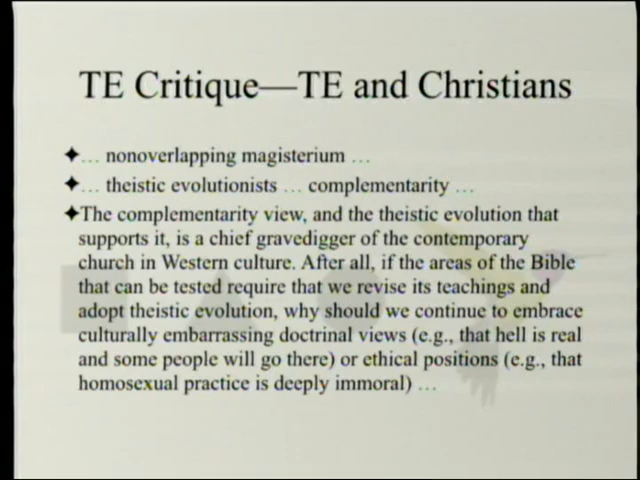 TE Critique—TE and Christians
✦… nonoverlapping magisterium …
✦… theistic evolutionists … complementarity …
✦The complementarity view, and the theistic evolution that
supports it, is a chief gravedigger of the contemporary
church in Western culture. After all, if the areas of the Bible
that can be tested require that we revise its teachings and
adopt theistic evolution, why should we continue to embrace
culturally embarrassing doctrinal views (e.g., that hell is real
and some people will go there) or ethical positions (e.g., that
homosexual practice is deeply immoral) …